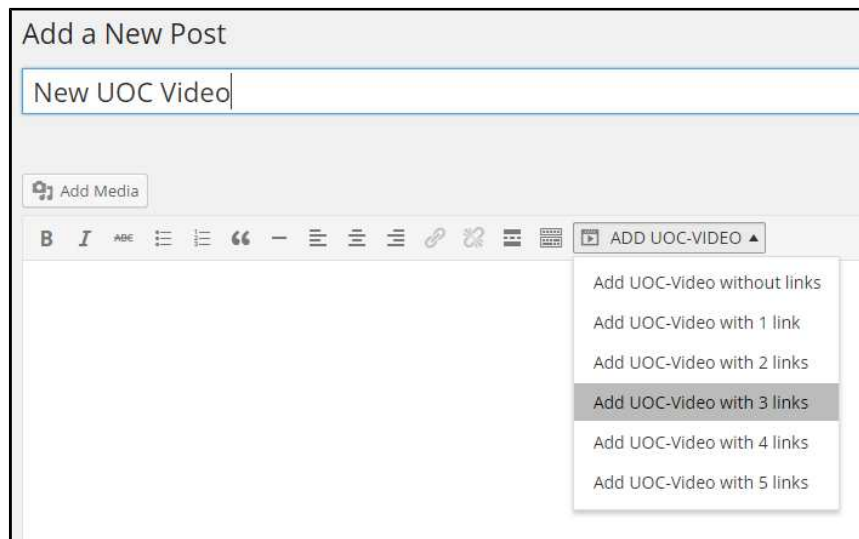 Add a New Post
New UOC Video
Add Media
B I ABC ADD UOC-VIDEO
Add UOC-Video without links
Add UOC-Video with 1 link
Add UOC-Video with 2 links
Add UOC-Video with 3 links
Add UOC-Video with 4 links
Add UOC-Video with 5 links